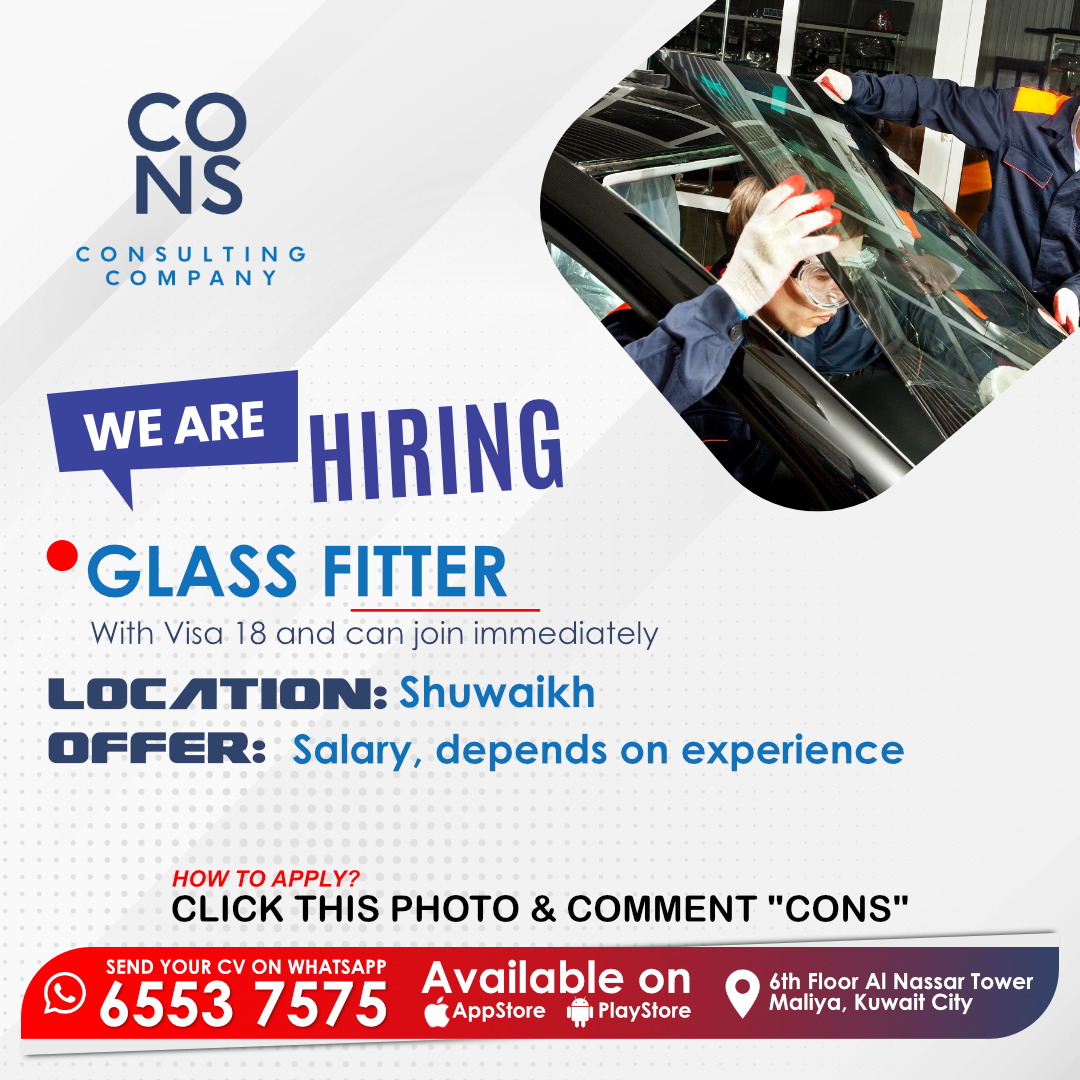 CO
NS
CONSULTING
COMPANY
WE ARE
HIRING
GLASS FITTER
With Visa 18 and can join immediately
LOCATION: Shuwaikh
OFFER: Salary, depends on experience
HOW TO APPLY?
CLICK THIS PHOTO & COMMENT "CONS"
SEND YOUR CV ON WHATSAPP
6553 7575
Available on
AppStore PlayStore
6th Floor Al Nassar Tower
Maliya, Kuwait City